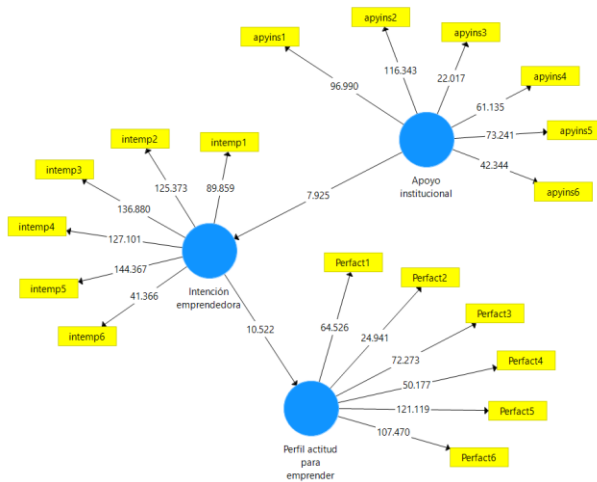 apyins1
apyins2
apyins3
apyins4
apyins5
apyins6
96.990
116.343
22.017
61.135
73.241
42.344
Apoyo
institucional
7.925
intemp1
intemp2
intemp3
intemp4
intemp5
intemp6
89.859
125.373
136.880
127.101
144.367
41.366
Intención
emprendedora
10.522
Perfact1
Perfact2
Perfact3
Perfact4
Perfact5
Perfact6
64.526
24.941
72.273
50.177
121.119
107.470
Perfil actitud
para
emprender